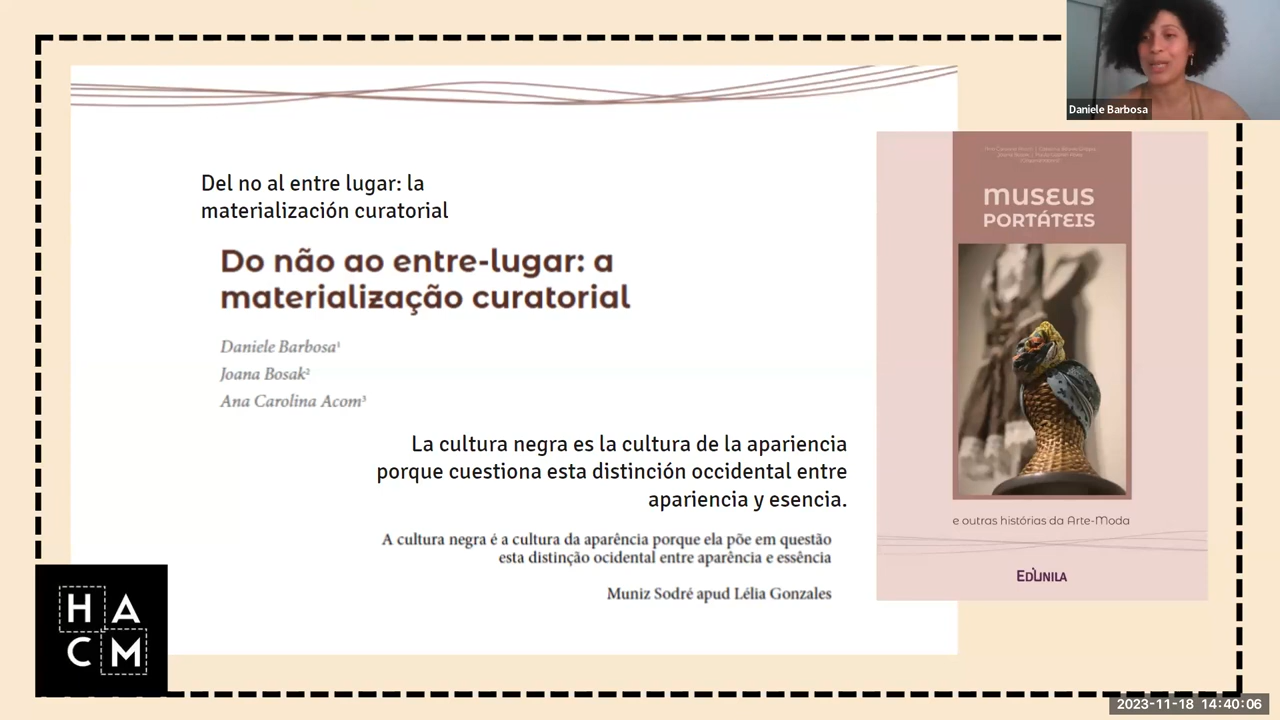 Daniele Barbosa
Del no al entre lugar: la
materialización curatorial
Do não ao entre-lugar: a
materialização curatorial
Daniele Barbosa¹
Joana Bosak²
Ana Carolina Acom³
La cultura negra es la cultura de la apariencia
porque cuestiona esta distinción occidental entre
apariencia y esencia.
A cultura negra é a cultura da aparência porque ela põe em questão
esta distinção ocidental entre aparência e essência
Muniz Sodré apud Lélia Gonzales
MUSEUS
PORTÁTEIS
e outras histórias da Arte-Moda
EDUNILA
H A
C M
2023-11-18 14:40:06